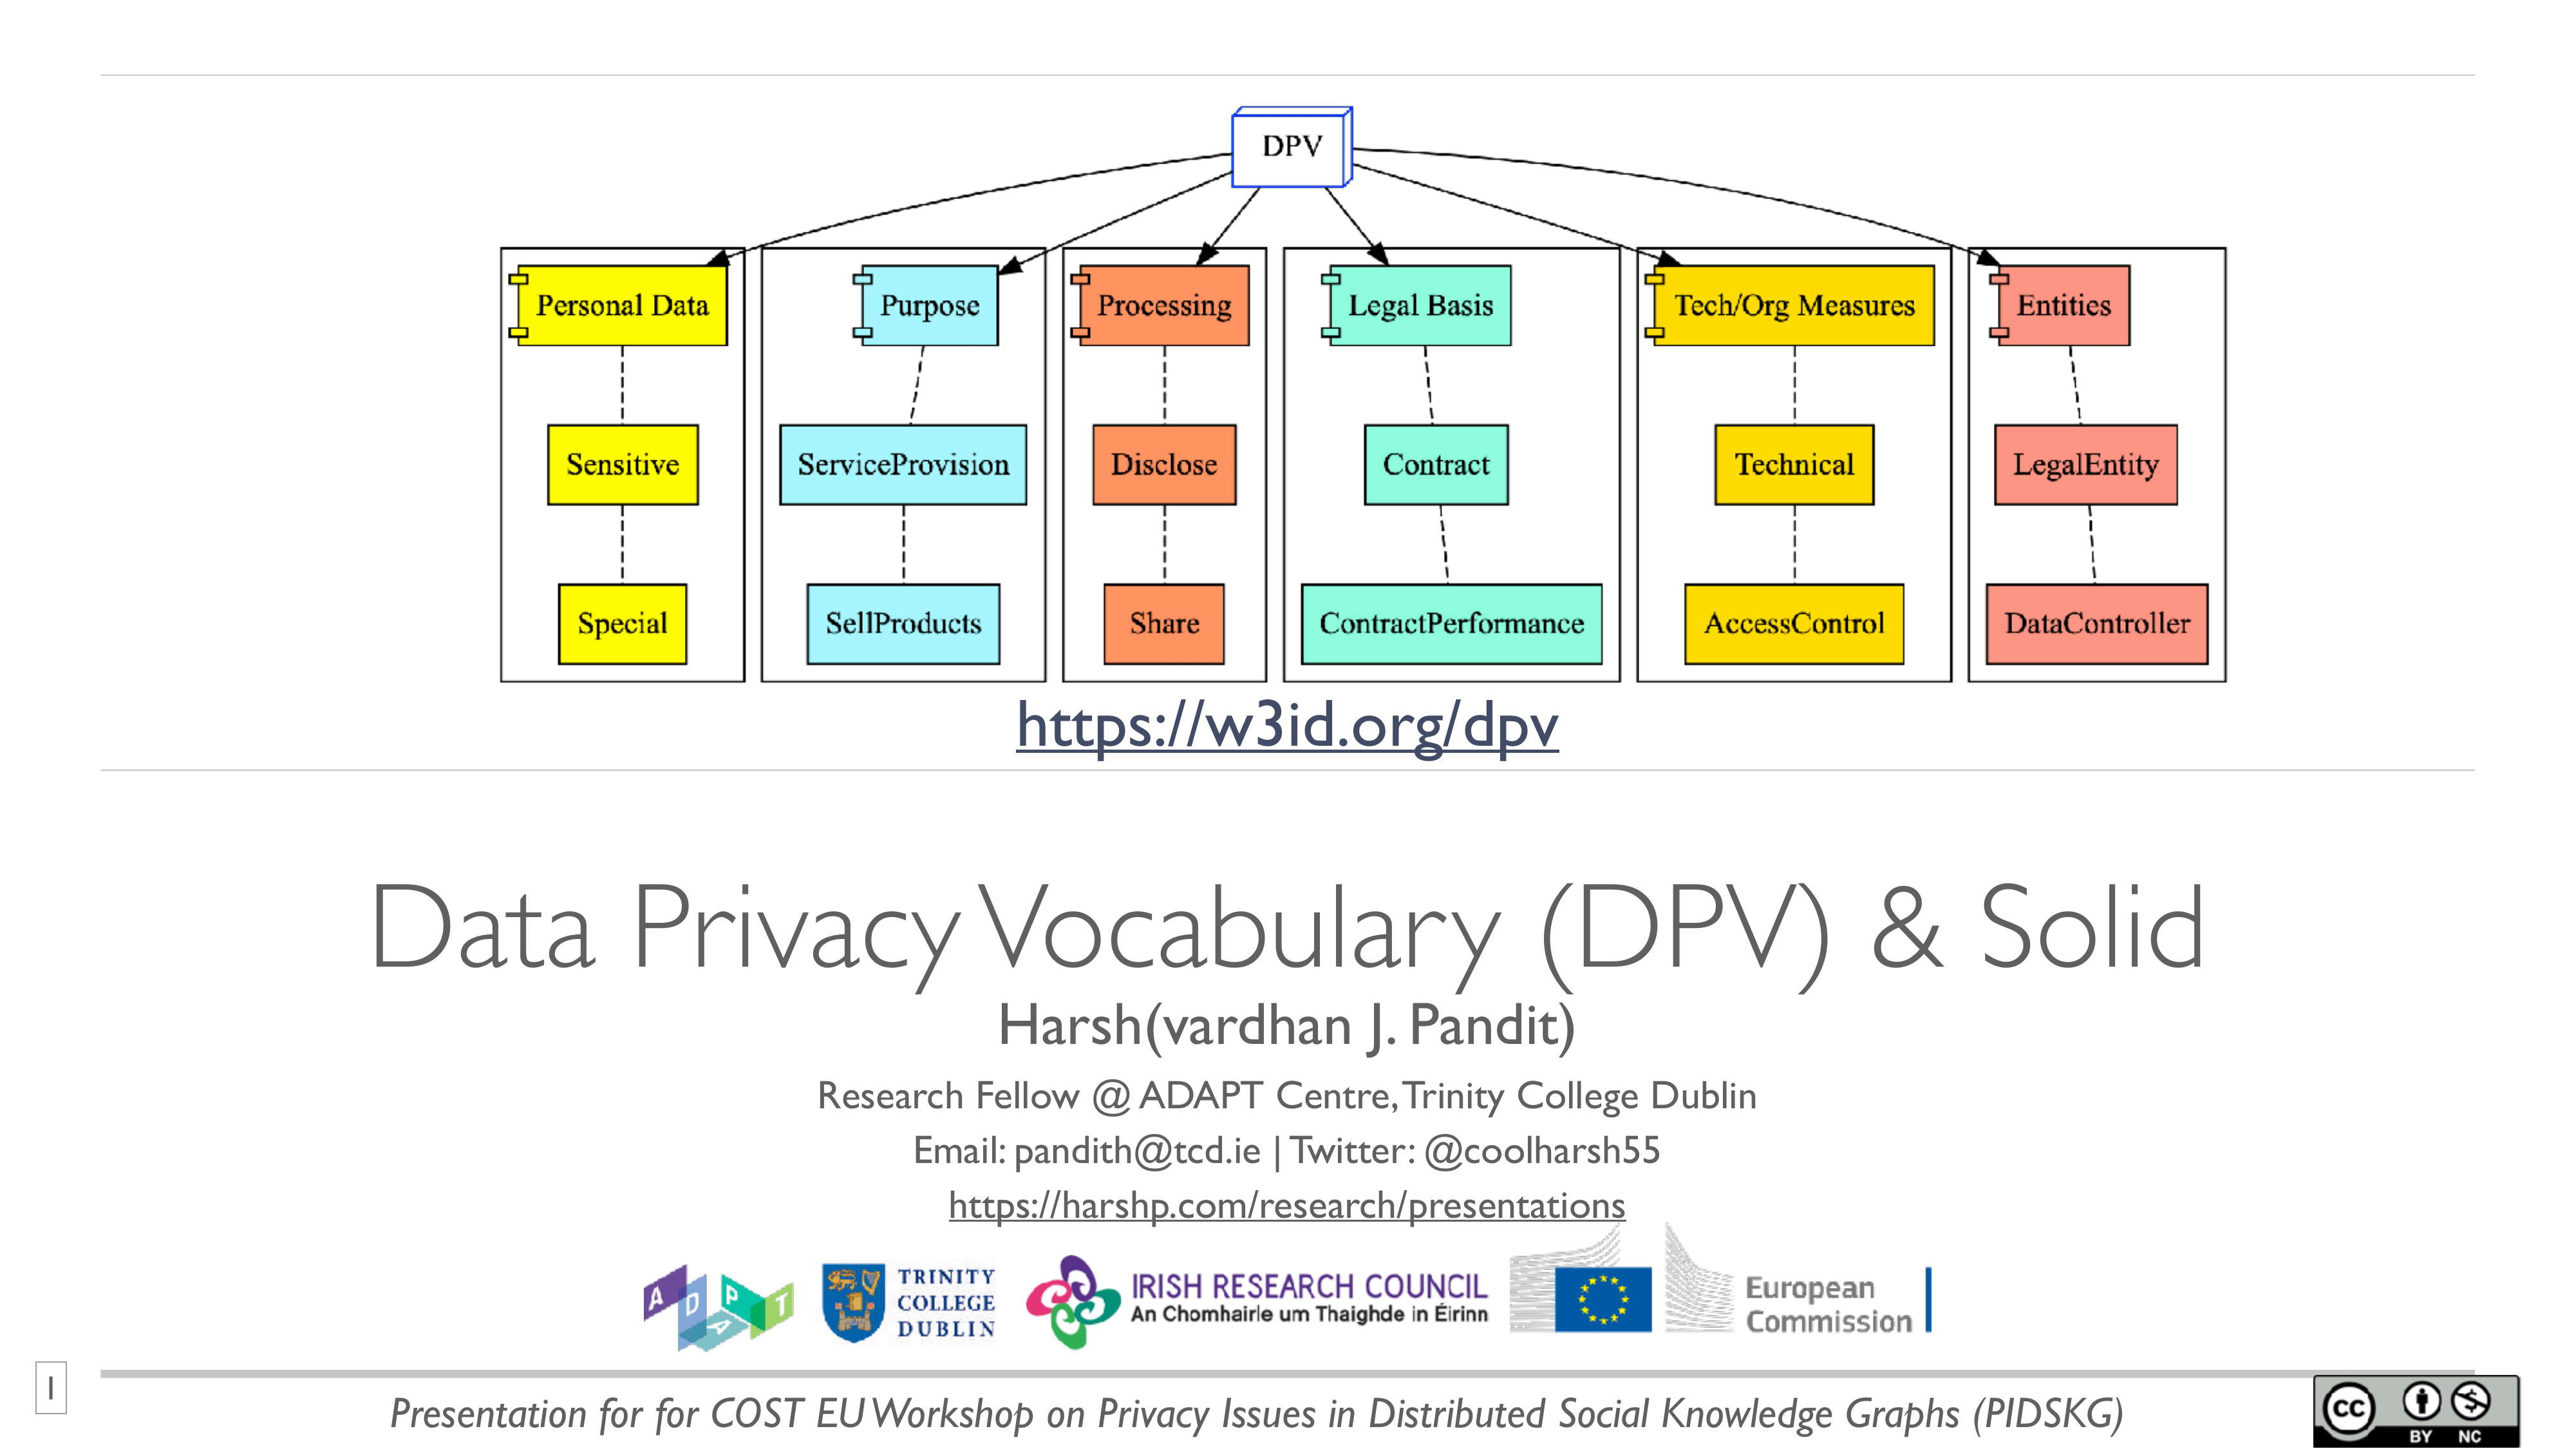 DPV
Personal Data
Purpose
Processing
Legal Basis
Tech/Org Measures
Entities
Sensitive
ServiceProvision
Disclose
Contract
Technical
LegalEntity
Special
SellProducts
Share
ContractPerformance
AccessControl
DataController
https://w3id.org/dpv
Data Privacy Vocabulary (DPV) & Solid
Harsh(vardhan J. Pandit)
Research Fellow @ ADAPT Centre, Trinity College Dublin
Email: pandith@tcd.ie | Twitter: @coolharsh55
https://harshp.com/research/presentations
ADAPT
TRINITY
COLLEGE
DUBLIN
IRISH RESEARCH COUNCIL
An Chomhairle um Thaighde in Éirinn
European
Commission
1
Presentation for for COST EU Workshop on Privacy Issues in Distributed Social Knowledge Graphs (PIDSKG)
cc
BY NC